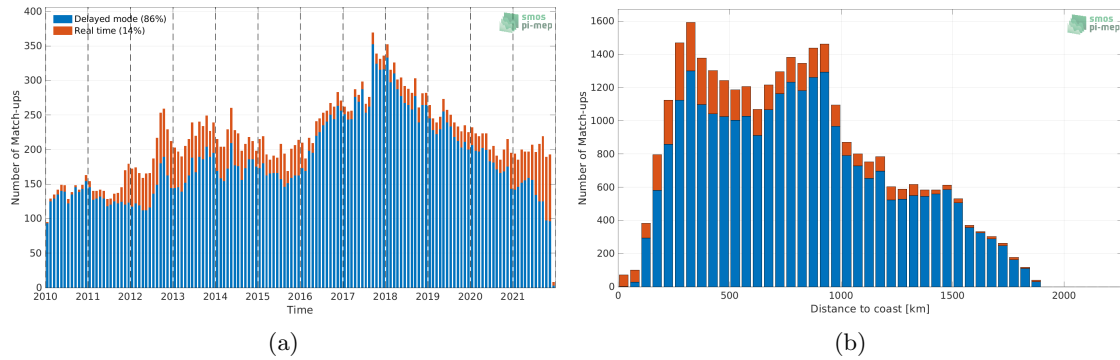 Delayed mode (86%)
Real time (14%)
smos
pi-mep
Number of Match-ups
0
50
100
150
200
250
300
350
400
2010 2011 2012 2013 2014 2015 2016 2017 2018 2019 2020 2021
Time
(a)
smos
pi-mep
Number of Match-ups
0
200
400
600
800
1000
1200
1400
1600
0 500 1000 1500 2000
Distance to coast [km]
(b)